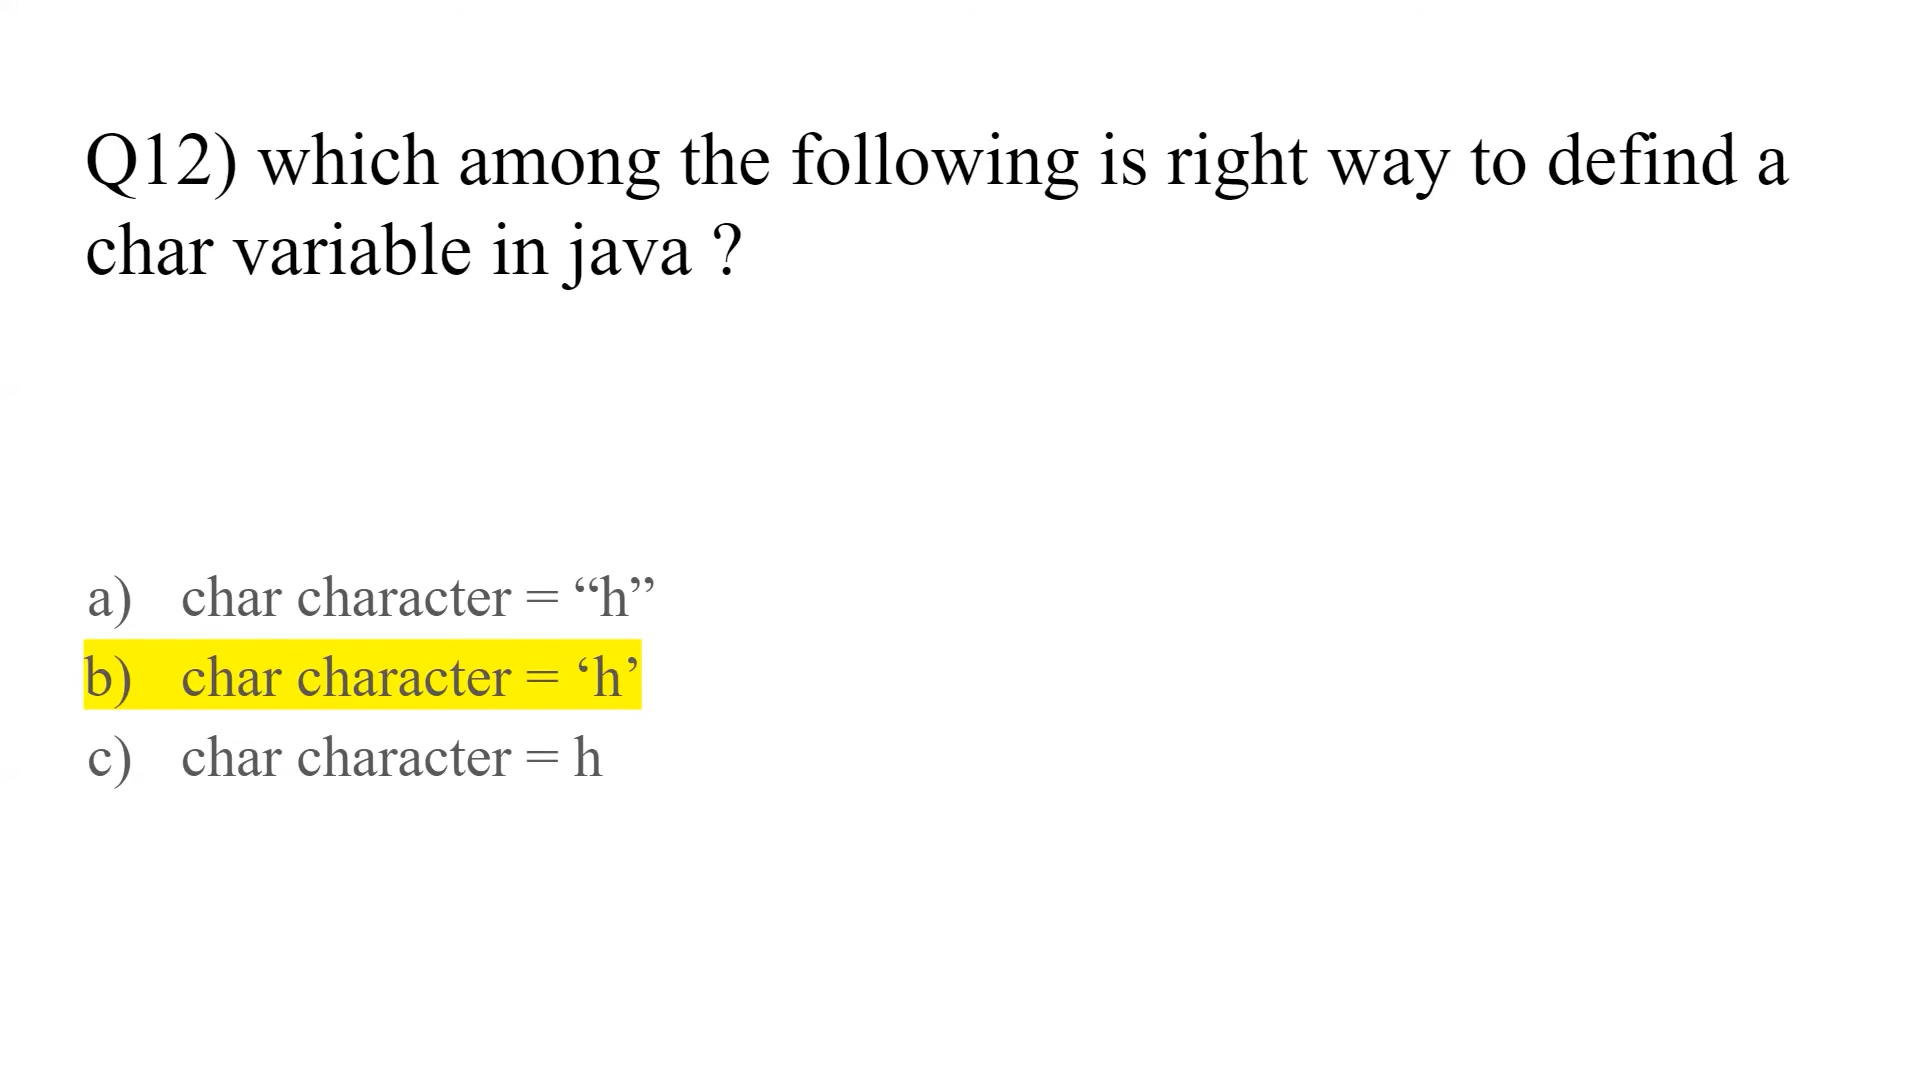 Q12) which among the following is right way to defind a
char variable in java ?
a) char character = “h”
b) char character = ‘h’
c) char character = h